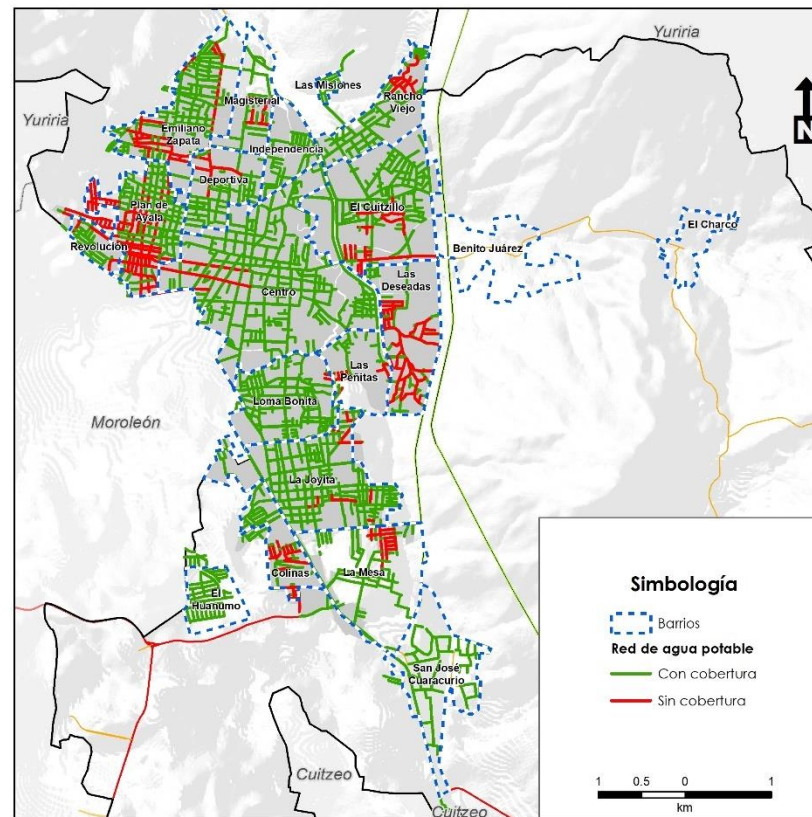 Yuriria
Las Misiones
Rancho
Viejo
Magisterial
Yuriria
Emiliano
Zapata
Independencia
N
Deportiva
Plan de
Ayala
El Cuitzillo
El Charco
Revolución
Benito Juárez
Las
Deseadas
Centro
Las
Peñitas
Loma Bonita
Moroleón
La Joyita
Colinas
La Mesa
El
Huanumo
San José
Cuaracurio
Cuitzeo
Cuitzeo
Simbología
Barrios
Red de agua potable
Con cobertura
Sin cobertura
1 0.5 0 1
km